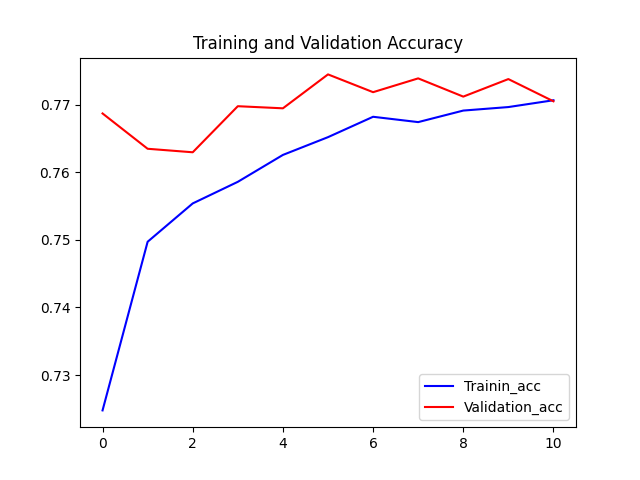 Training and Validation Accuracy
0.77
0.76
0.75
0.74
0.73
0 2 4 6 8 10
Trainin_acc
Validation_acc